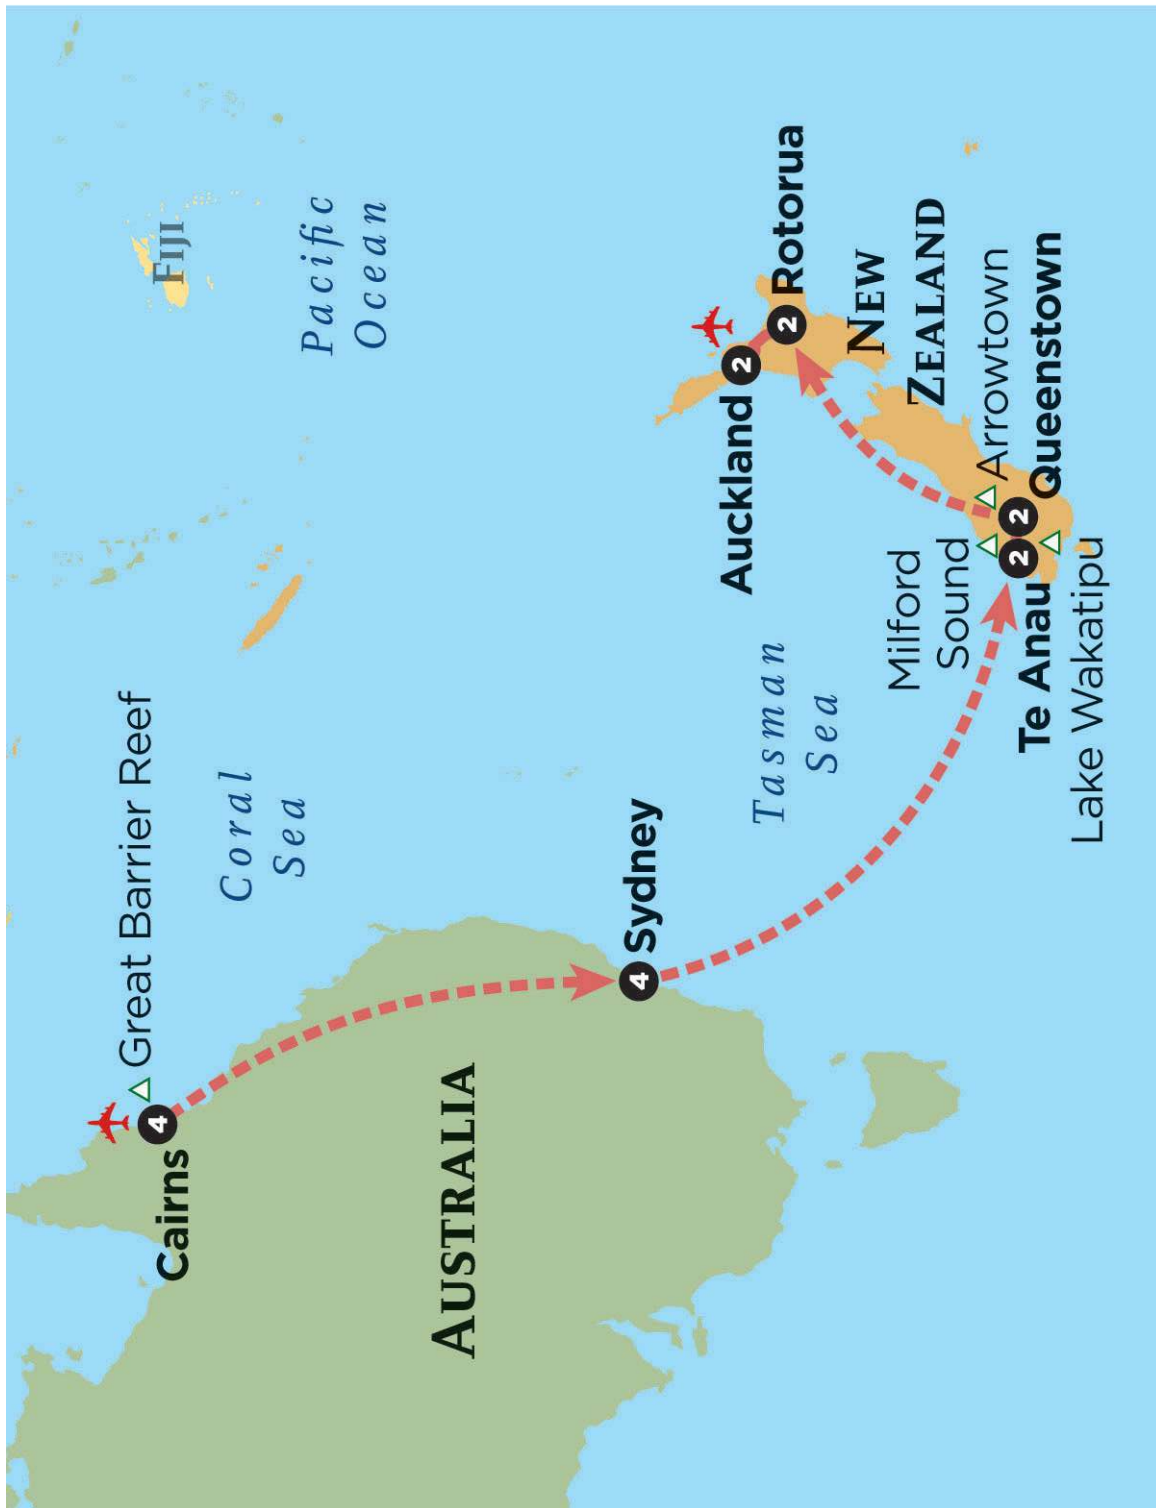 FIJI
Pacific
Ocean
Great Barrier Reef
4
Cairns
Coral
Sea
AUSTRALIA
4 Sydney
Tasman
Sea
Auckland 2
2 Rotorua
NEW
ZEALAND
Milford
Sound
Arrowtown
Te Anau 2 2 Queenstown
Lake Wakatipu